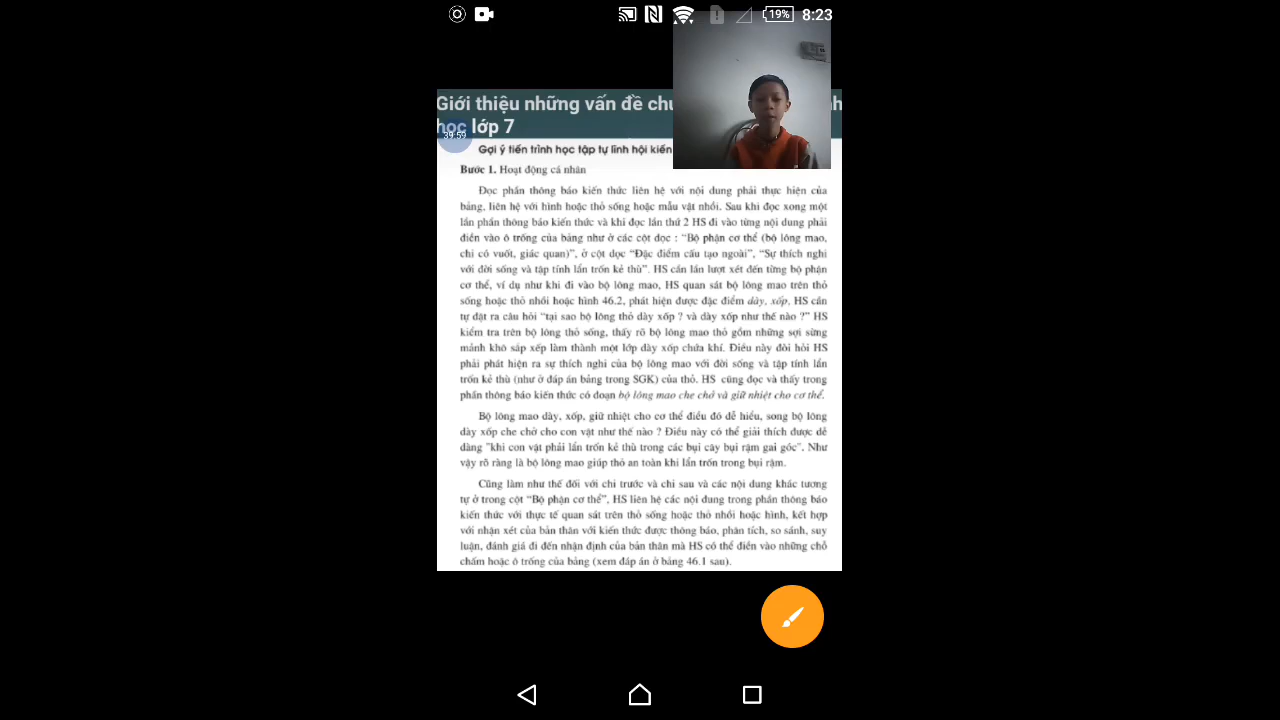 19% 8:23
Giới thiệu những vấn đề chu
học lớp 7
39:59
Gợi ý tiến trình học tập tự lĩnh hội kiến
Bước 1. Hoạt động cá nhân
Đọc phần thông báo kiến thức liên hệ với nội dung phải thực hiện của
bảng, liên hệ với hình hoặc thỏ sống hoặc mẫu vật nhồi. Sau khi đọc xong một
lần phần thông báo kiến thức và khi đọc lần thứ 2 HS đi vào từng nội dung phải
điền vào ô trống của bảng như ở các cột dọc : “Bộ phận cơ thể (bộ lông mao,
chi có vuốt, giác quan)”, ở cột dọc “Đặc điểm cấu tạo ngoài”, “Sự thích nghi
với đời sống và tập tính lẩn trốn kẻ thù”. HS cần lần lượt xét đến từng bộ phận
cơ thể, ví dụ như khi đi vào bộ lông mao, HS quan sát bộ lông mao trên thỏ
sống hoặc thỏ nhồi hoặc hình 46.2, phát hiện được đặc điểm dày, xốp, HS cần
tự đặt ra câu hỏi “tại sao bộ lông thỏ dày xốp ? và dày xốp như thế nào ?” HS
kiểm tra trên bộ lông thỏ sống, thấy rõ bộ lông mao thỏ gồm những sợi sừng
mảnh khô sáp xếp làm thành một lớp dày xốp chứa khí. Điều này đòi hỏi HS
phải phát hiện ra sự thích nghi của bộ lông mao với đời sống và tập tính lẩn
trốn kẻ thù (như ở đáp án bảng trong SGK) của thỏ. HS cũng đọc và thấy trong
phần thông báo kiến thức có đoạn bộ lông mao che chở và giữ nhiệt cho cơ thể.
Bộ lông mao dày, xốp, giữ nhiệt cho cơ thể điều đó dễ hiểu, song bộ lông
dày xốp che chở cho con vật như thế nào ? Điều này có thể giải thích được dễ
dàng "khi con vật phải lẩn trốn kẻ thù trong các bụi cây bụi rậm gai góc". Như
vậy rõ ràng là bộ lông mao giúp thỏ an toàn khi lẩn trốn trong bụi rậm.
Cũng làm như thế đối với chi trước và chi sau và các nội dung khác tương
tự ở trong cột “Bộ phận cơ thể”, HS liên hệ các nội dung trong phần thông báo
kiến thức với thực tế quan sát trên thỏ sống hoặc thỏ nhồi hoặc hình, kết hợp
với nhận xét của bản thân với kiến thức được thông báo, phân tích, so sánh, suy
luận, đánh giá đi đến nhận định của bản thân mà HS có thể điền vào những chỗ
chấm hoặc ô trống của bảng (xem đáp án ở bảng 46.1 sau).